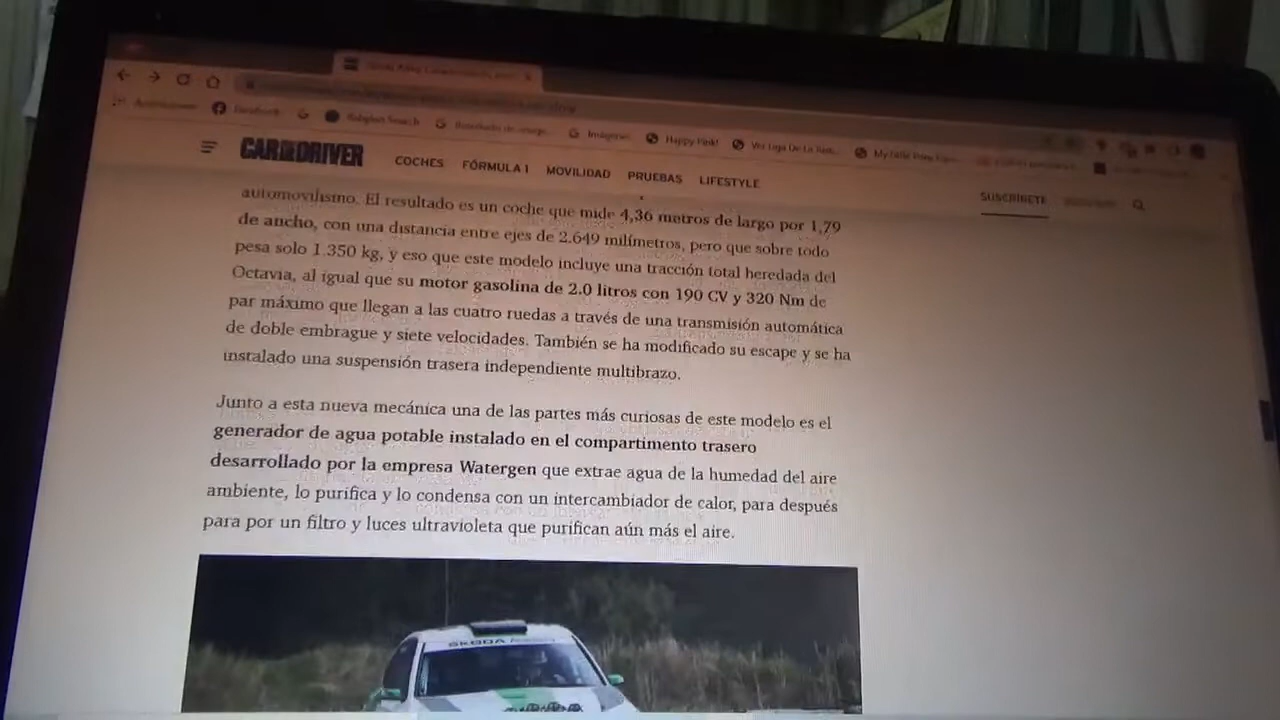 Facebook
Imágenes
Happy Pink!
CAR AND DRIVER
COCHES FÓRMULA 1 MOVILIDAD PRUEBAS LIFESTYLE
SUSCRÍBETE
automovilismo. El resultado es un coche que mide 4,36 metros de largo por 1,79
de ancho, con una distancia entre ejes de 2.649 milímetros, pero que sobre todo
pesa solo 1.350 kg, y eso que este modelo incluye una tracción total heredada del
Octavia, al igual que su motor gasolina de 2.0 litros con 190 CV y 320 Nm de
par máximo que llegan a las cuatro ruedas a través de una transmisión automática
de doble embrague y siete velocidades. También se ha modificado su escape y se ha
instalado una suspensión trasera independiente multibrazo.
Junto a esta nueva mecánica una de las partes más curiosas de este modelo es el
generador de agua potable instalado en el compartimento trasero
desarrollado por la empresa Watergen que extrae agua de la humedad del aire
ambiente, lo purifica y lo condensa con un intercambiador de calor, para después
para por un filtro y luces ultravioleta que purifican aún más el aire.
SKODA